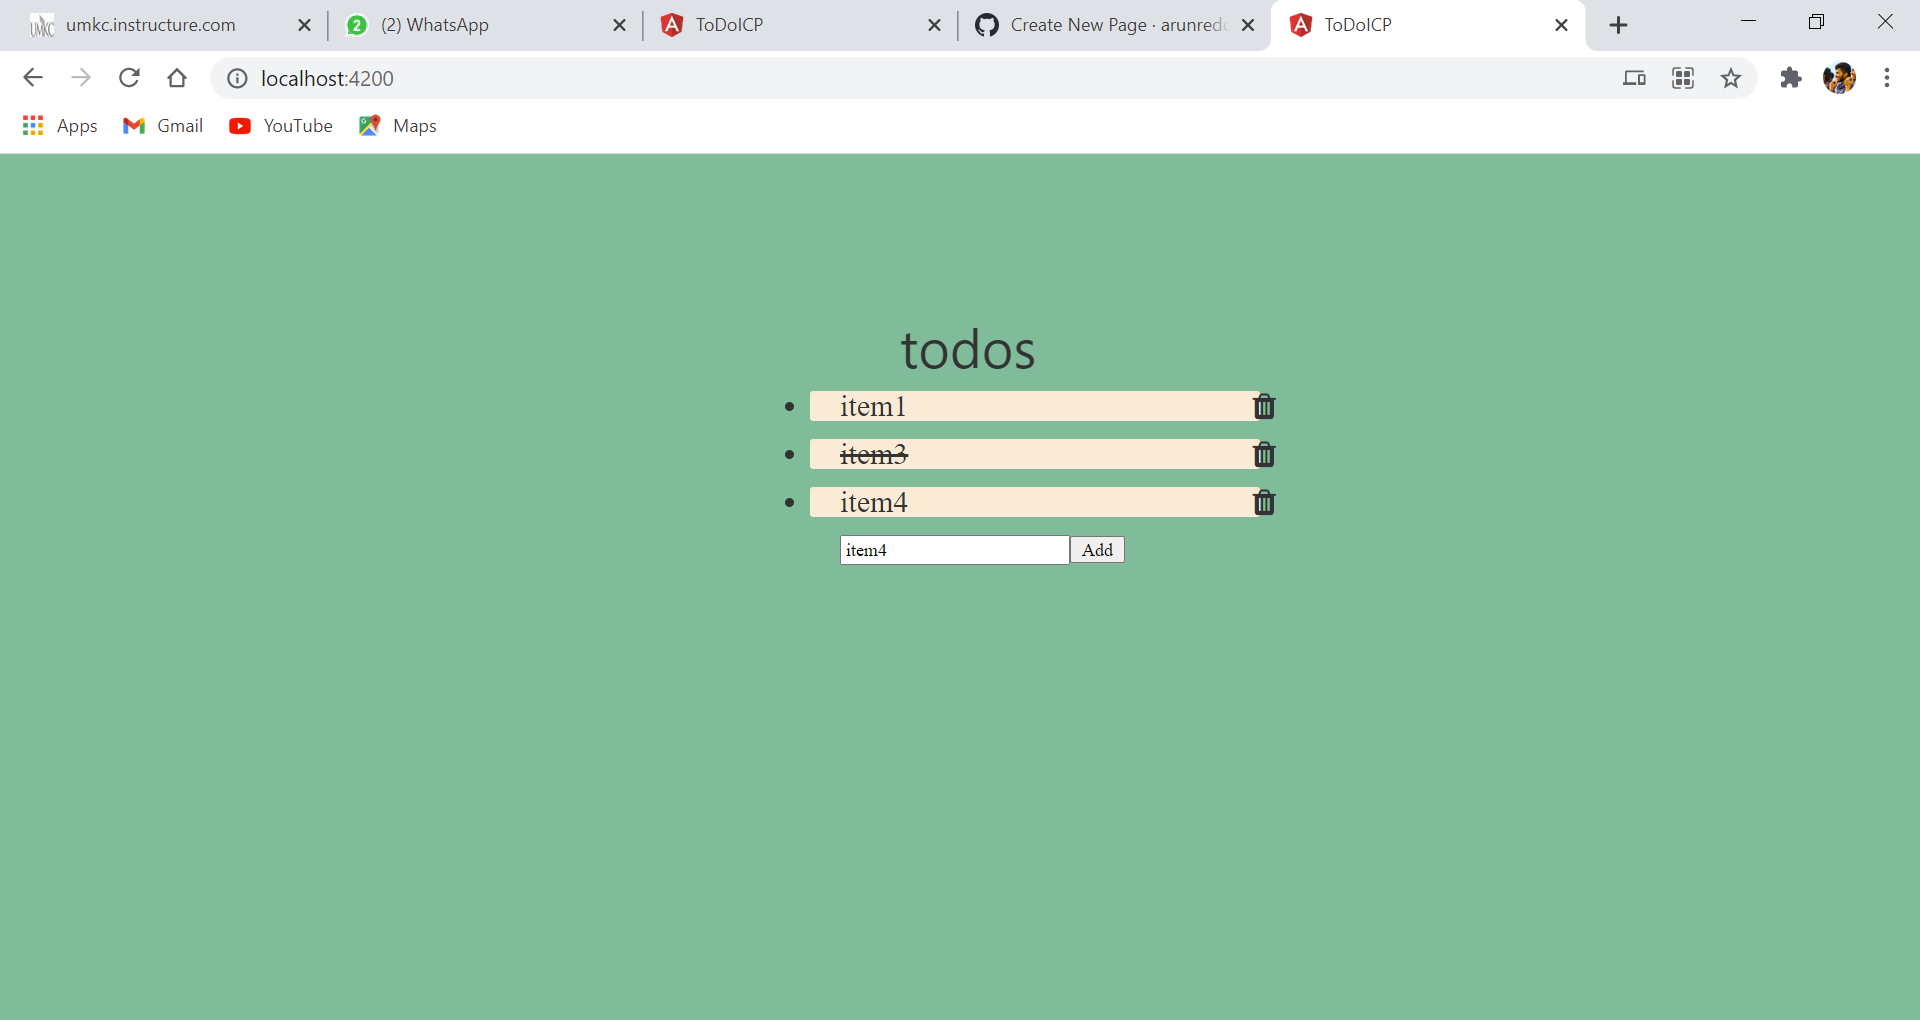 umkc.instructure.com
(2) WhatsApp
ToDoICP
Create New Page · arunredd
ToDoICP
localhost:4200
Apps
Gmail
YouTube
Maps
todos
item1
item3
item4
item4
Add